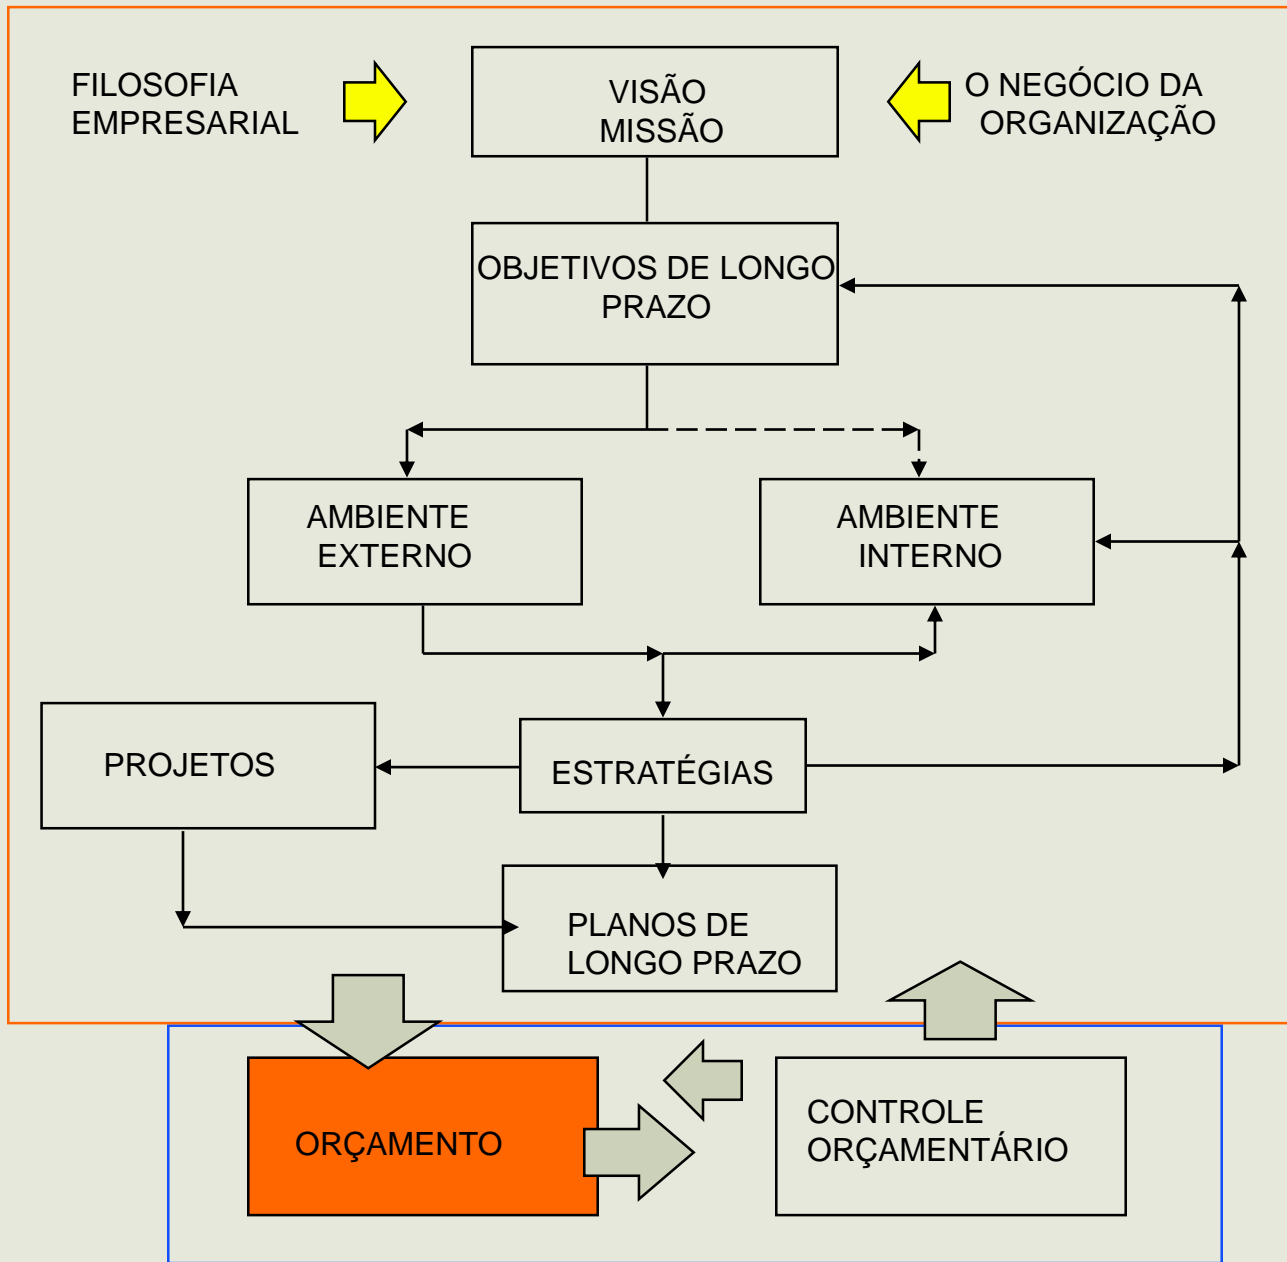 FILOSOFIA
EMPRESARIAL
VISÃO
MISSÃO
O NEGÓCIO DA
ORGANIZAÇÃO
OBJETIVOS DE LONGO
PRAZO
AMBIENTE
EXTERNO
AMBIENTE
INTERNO
PROJETOS
ESTRATÉGIAS
PLANOS DE
LONGO PRAZO
ORÇAMENTO
CONTROLE
ORÇAMENTÁRIO